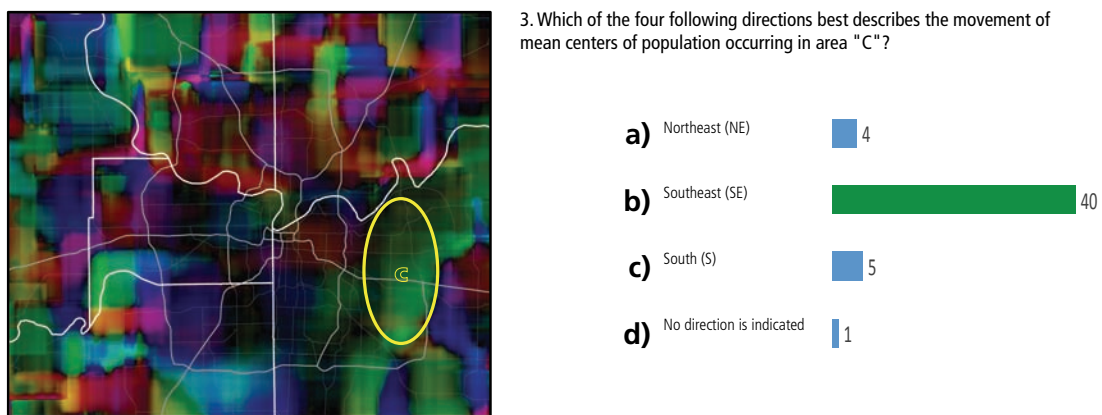 3. Which of the four following directions best describes the movement of
mean centers of population occurring in area "C"?
C
a) Northeast (NE) 4
b) Southeast (SE) 40
c) South (S) 5
d) No direction is indicated 1